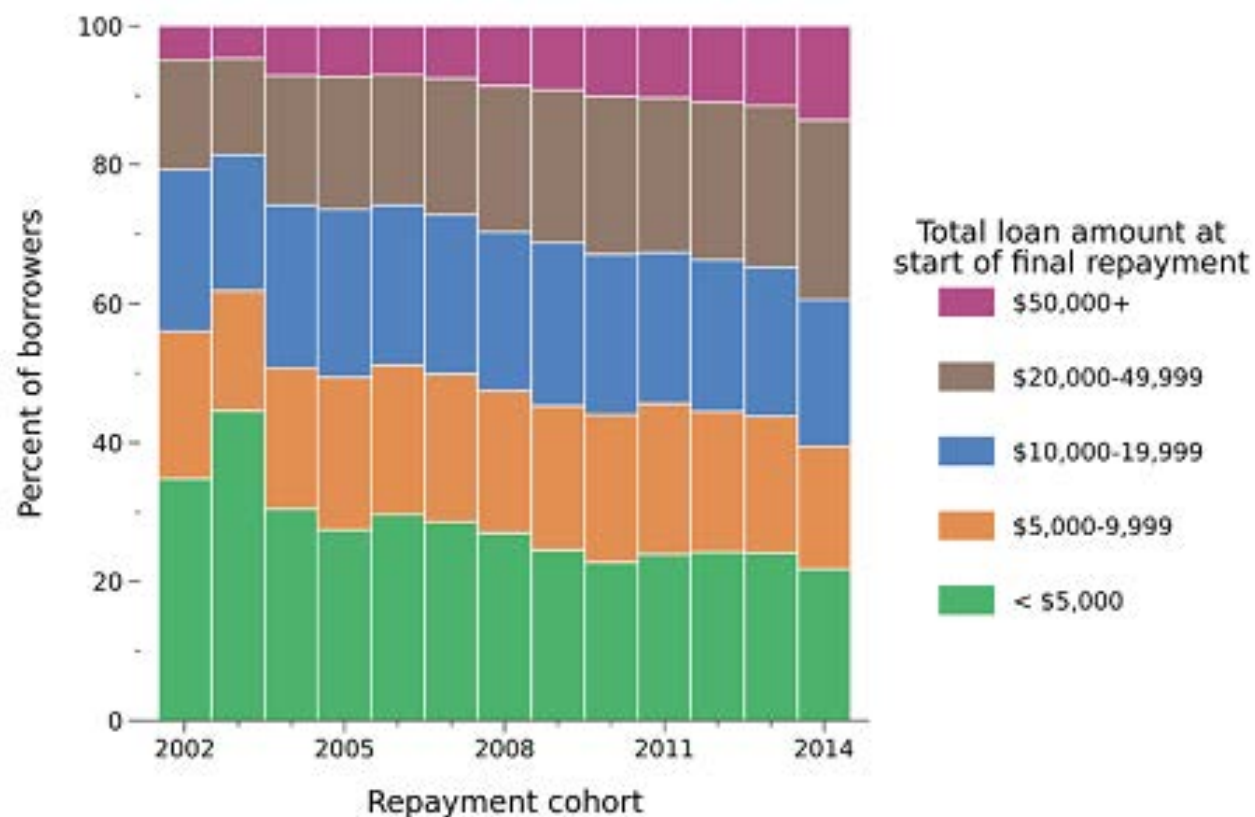 100
80
60
40
20
0
Percent of borrowers
2002 2005 2008 2011 2014
Repayment cohort
Total loan amount at
start of final repayment
$50,000+
$20,000-49,999
$10,000-19,999
$5,000-9,999
< $5,000